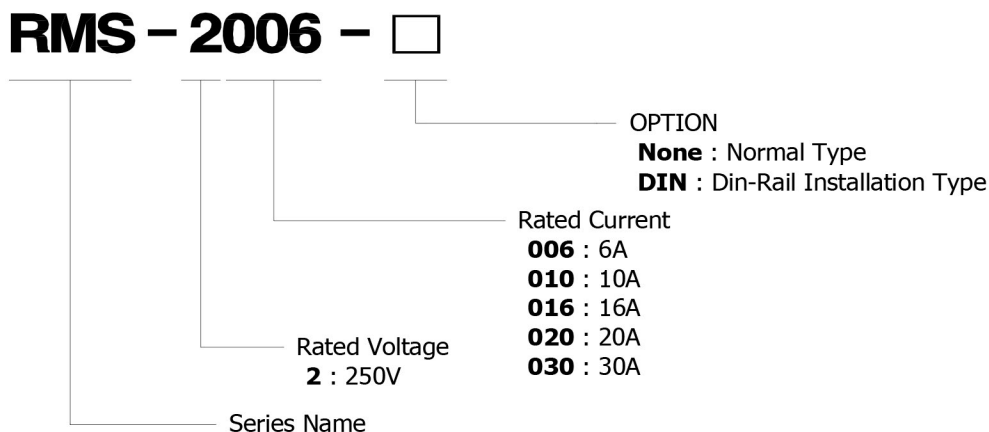 RMS - 2006 - □
OPTION
None : Normal Type
DIN : Din-Rail Installation Type
Rated Current
006 : 6A
010 : 10A
016 : 16A
020 : 20A
030 : 30A
Rated Voltage
2 : 250V
Series Name